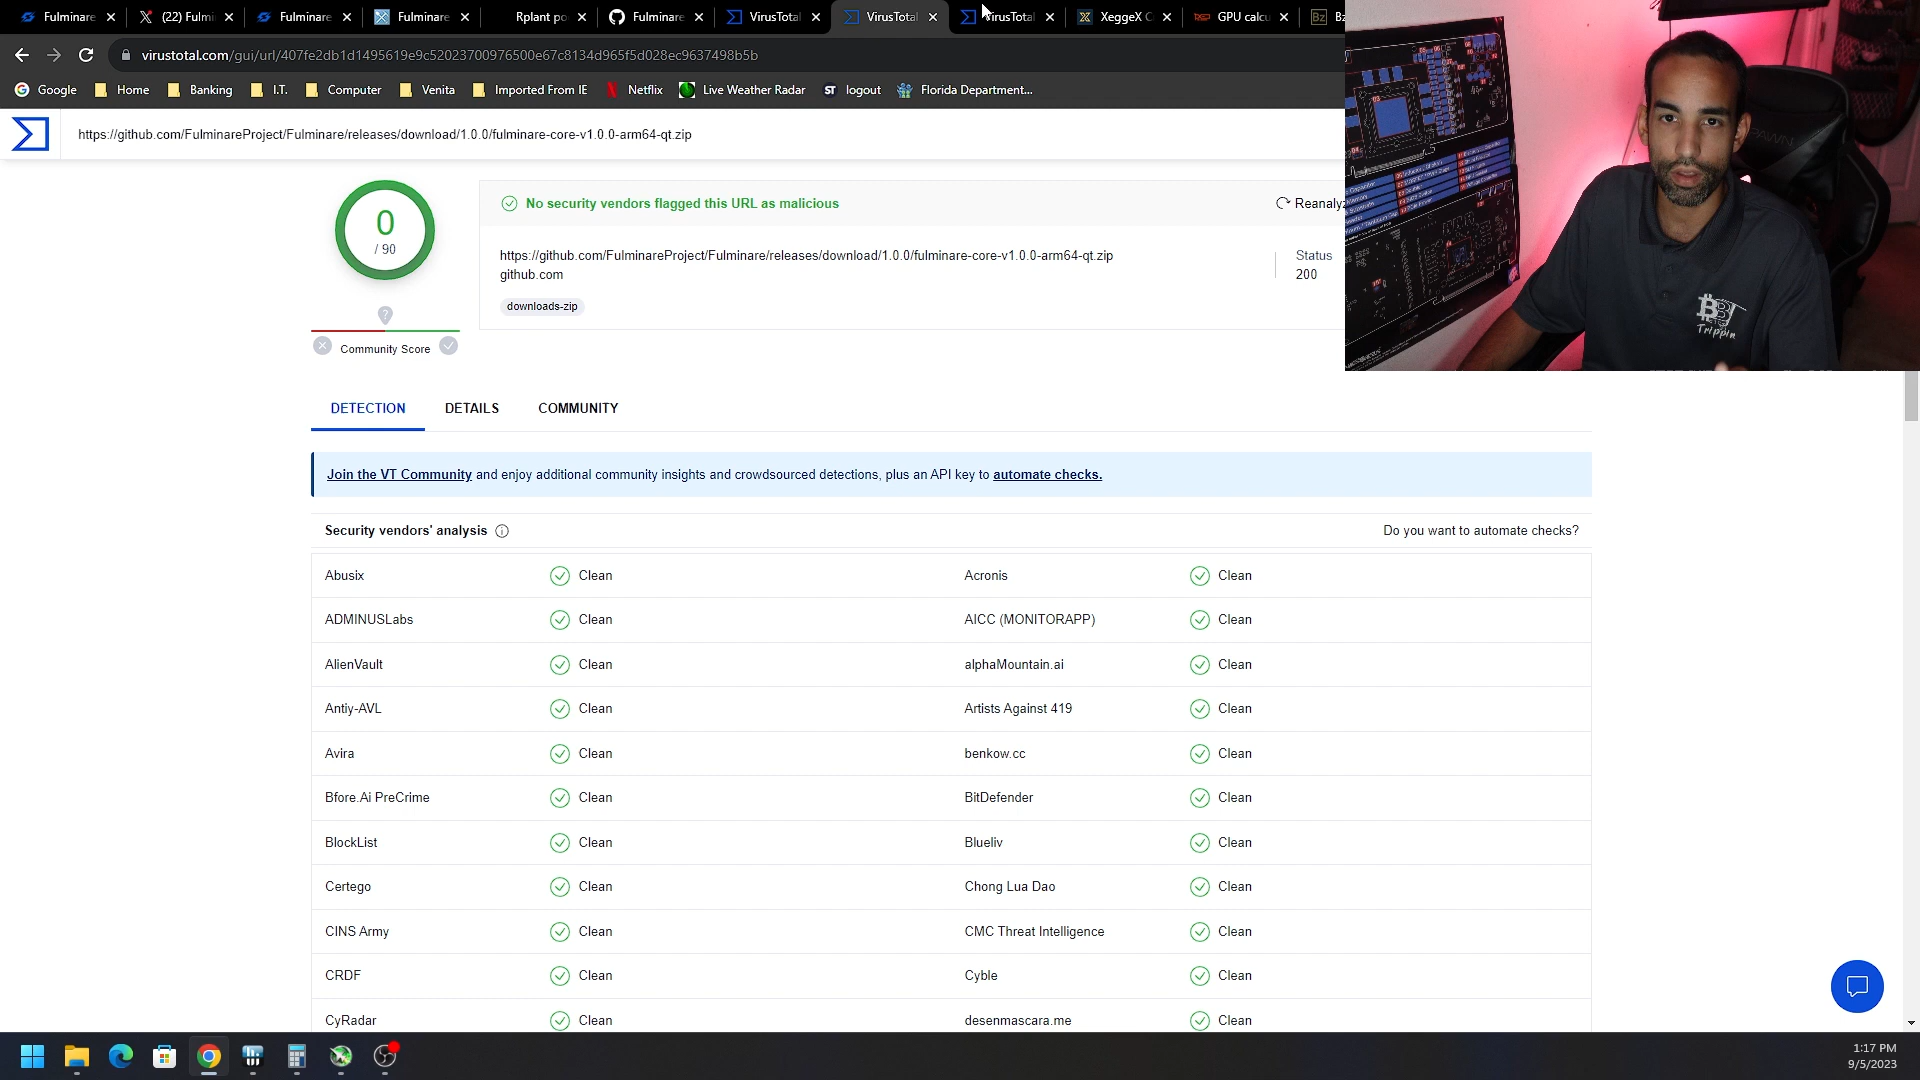 Fulminare
(22) Fulmi
Fulminare
Fulminare
Rplant po
Fulminare
VirusTotal
VirusTotal
VirusTotal
XeggeX C
GPU calcu
Bz
virustotal.com/gui/url/407fe2db1d1495619e9c52023700976500e67c8134d965f5d028ec9637498b5b
Google
Home
Banking
I.T.
Computer
Venita
Imported From IE
Netflix
Live Weather Radar
ST logout
Florida Department...
https://github.com/FulminareProject/Fulminare/releases/download/1.0.0/fulminare-core-v1.0.0-arm64-qt.zip
0
/ 90
Community Score
No security vendors flagged this URL as malicious
Reanalyz
https://github.com/FulminareProject/Fulminare/releases/download/1.0.0/fulminare-core-v1.0.0-arm64-qt.zip
github.com
downloads-zip
Status
200
Trippin
DETECTION
DETAILS
COMMUNITY
Join the VT Community and enjoy additional community insights and crowdsourced detections, plus an API key to automate checks.
Security vendors' analysis
Do you want to automate checks?
Abusix Clean Acronis Clean
ADMINUSLabs Clean AICC (MONITORAPP) Clean
AlienVault Clean alphaMountain.ai Clean
Antiy-AVL Clean Artists Against 419 Clean
Avira Clean benkow.cc Clean
Bfore.Ai PreCrime Clean BitDefender Clean
BlockList Clean Blueliv Clean
Certego Clean Chong Lua Dao Clean
CINS Army Clean CMC Threat Intelligence Clean
CRDF Clean Cyble Clean
CyRadar Clean desenmascara.me Clean
1:17 PM
9/5/2023